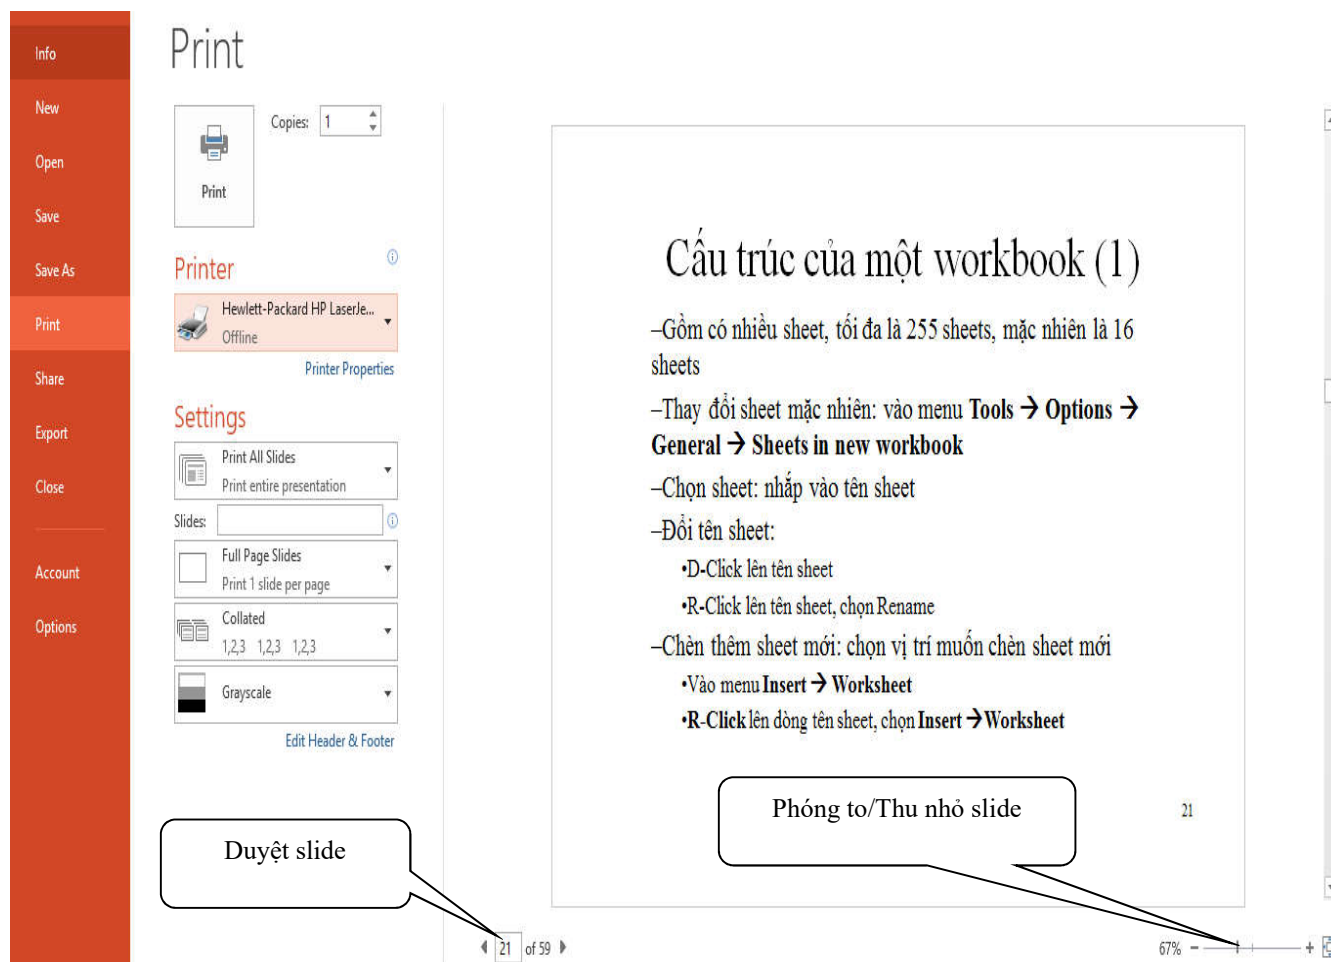 Info
New
Open
Save
Save As
Print
Share
Export
Close
Account
Options
Print
Print
Copies: 1
Printer
Hewlett-Packard HP LaserJe...
Offline
Printer Properties
Settings
Print All Slides
Print entire presentation
Slides:
Full Page Slides
Print 1 slide per page
Collated
1,2,3 1,2,3 1,2,3
Grayscale
Edit Header & Footer
Duyệt slide
Cấu trúc của một workbook (1)
–Gồm có nhiều sheet, tối đa là 255 sheets, mặc nhiên là 16
sheets
–Thay đổi sheet mặc nhiên: vào menu Tools → Options →
General → Sheets in new workbook
–Chọn sheet: nhắp vào tên sheet
–Đổi tên sheet:
•D-Click lên tên sheet
•R-Click lên tên sheet, chọn Rename
–Chèn thêm sheet mới: chọn vị trí muốn chèn sheet mới
•Vào menu Insert → Worksheet
•R-Click lên dòng tên sheet, chọn Insert →Worksheet
Phóng to/Thu nhỏ slide
21
21 of 59
67%